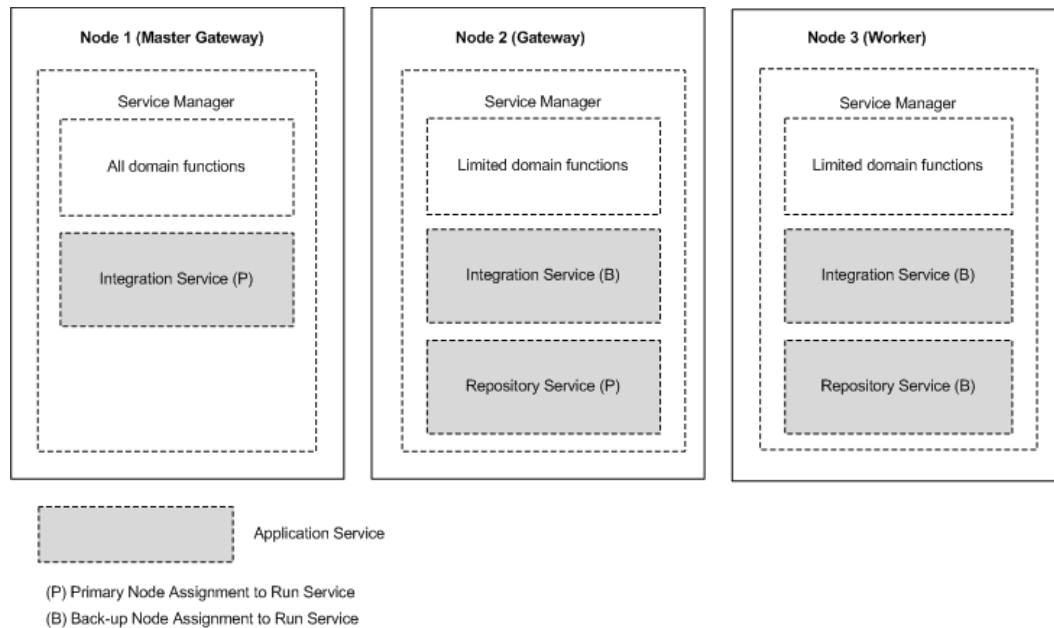 Node 1 (Master Gateway)
Service Manager
All domain functions
Integration Service (P)
Node 2 (Gateway)
Service Manager
Limited domain functions
Integration Service (B)
Repository Service (P)
Node 3 (Worker)
Service Manager
Limited domain functions
Integration Service (B)
Repository Service (B)
Application Service
(P) Primary Node Assignment to Run Service
(B) Back-up Node Assignment to Run Service